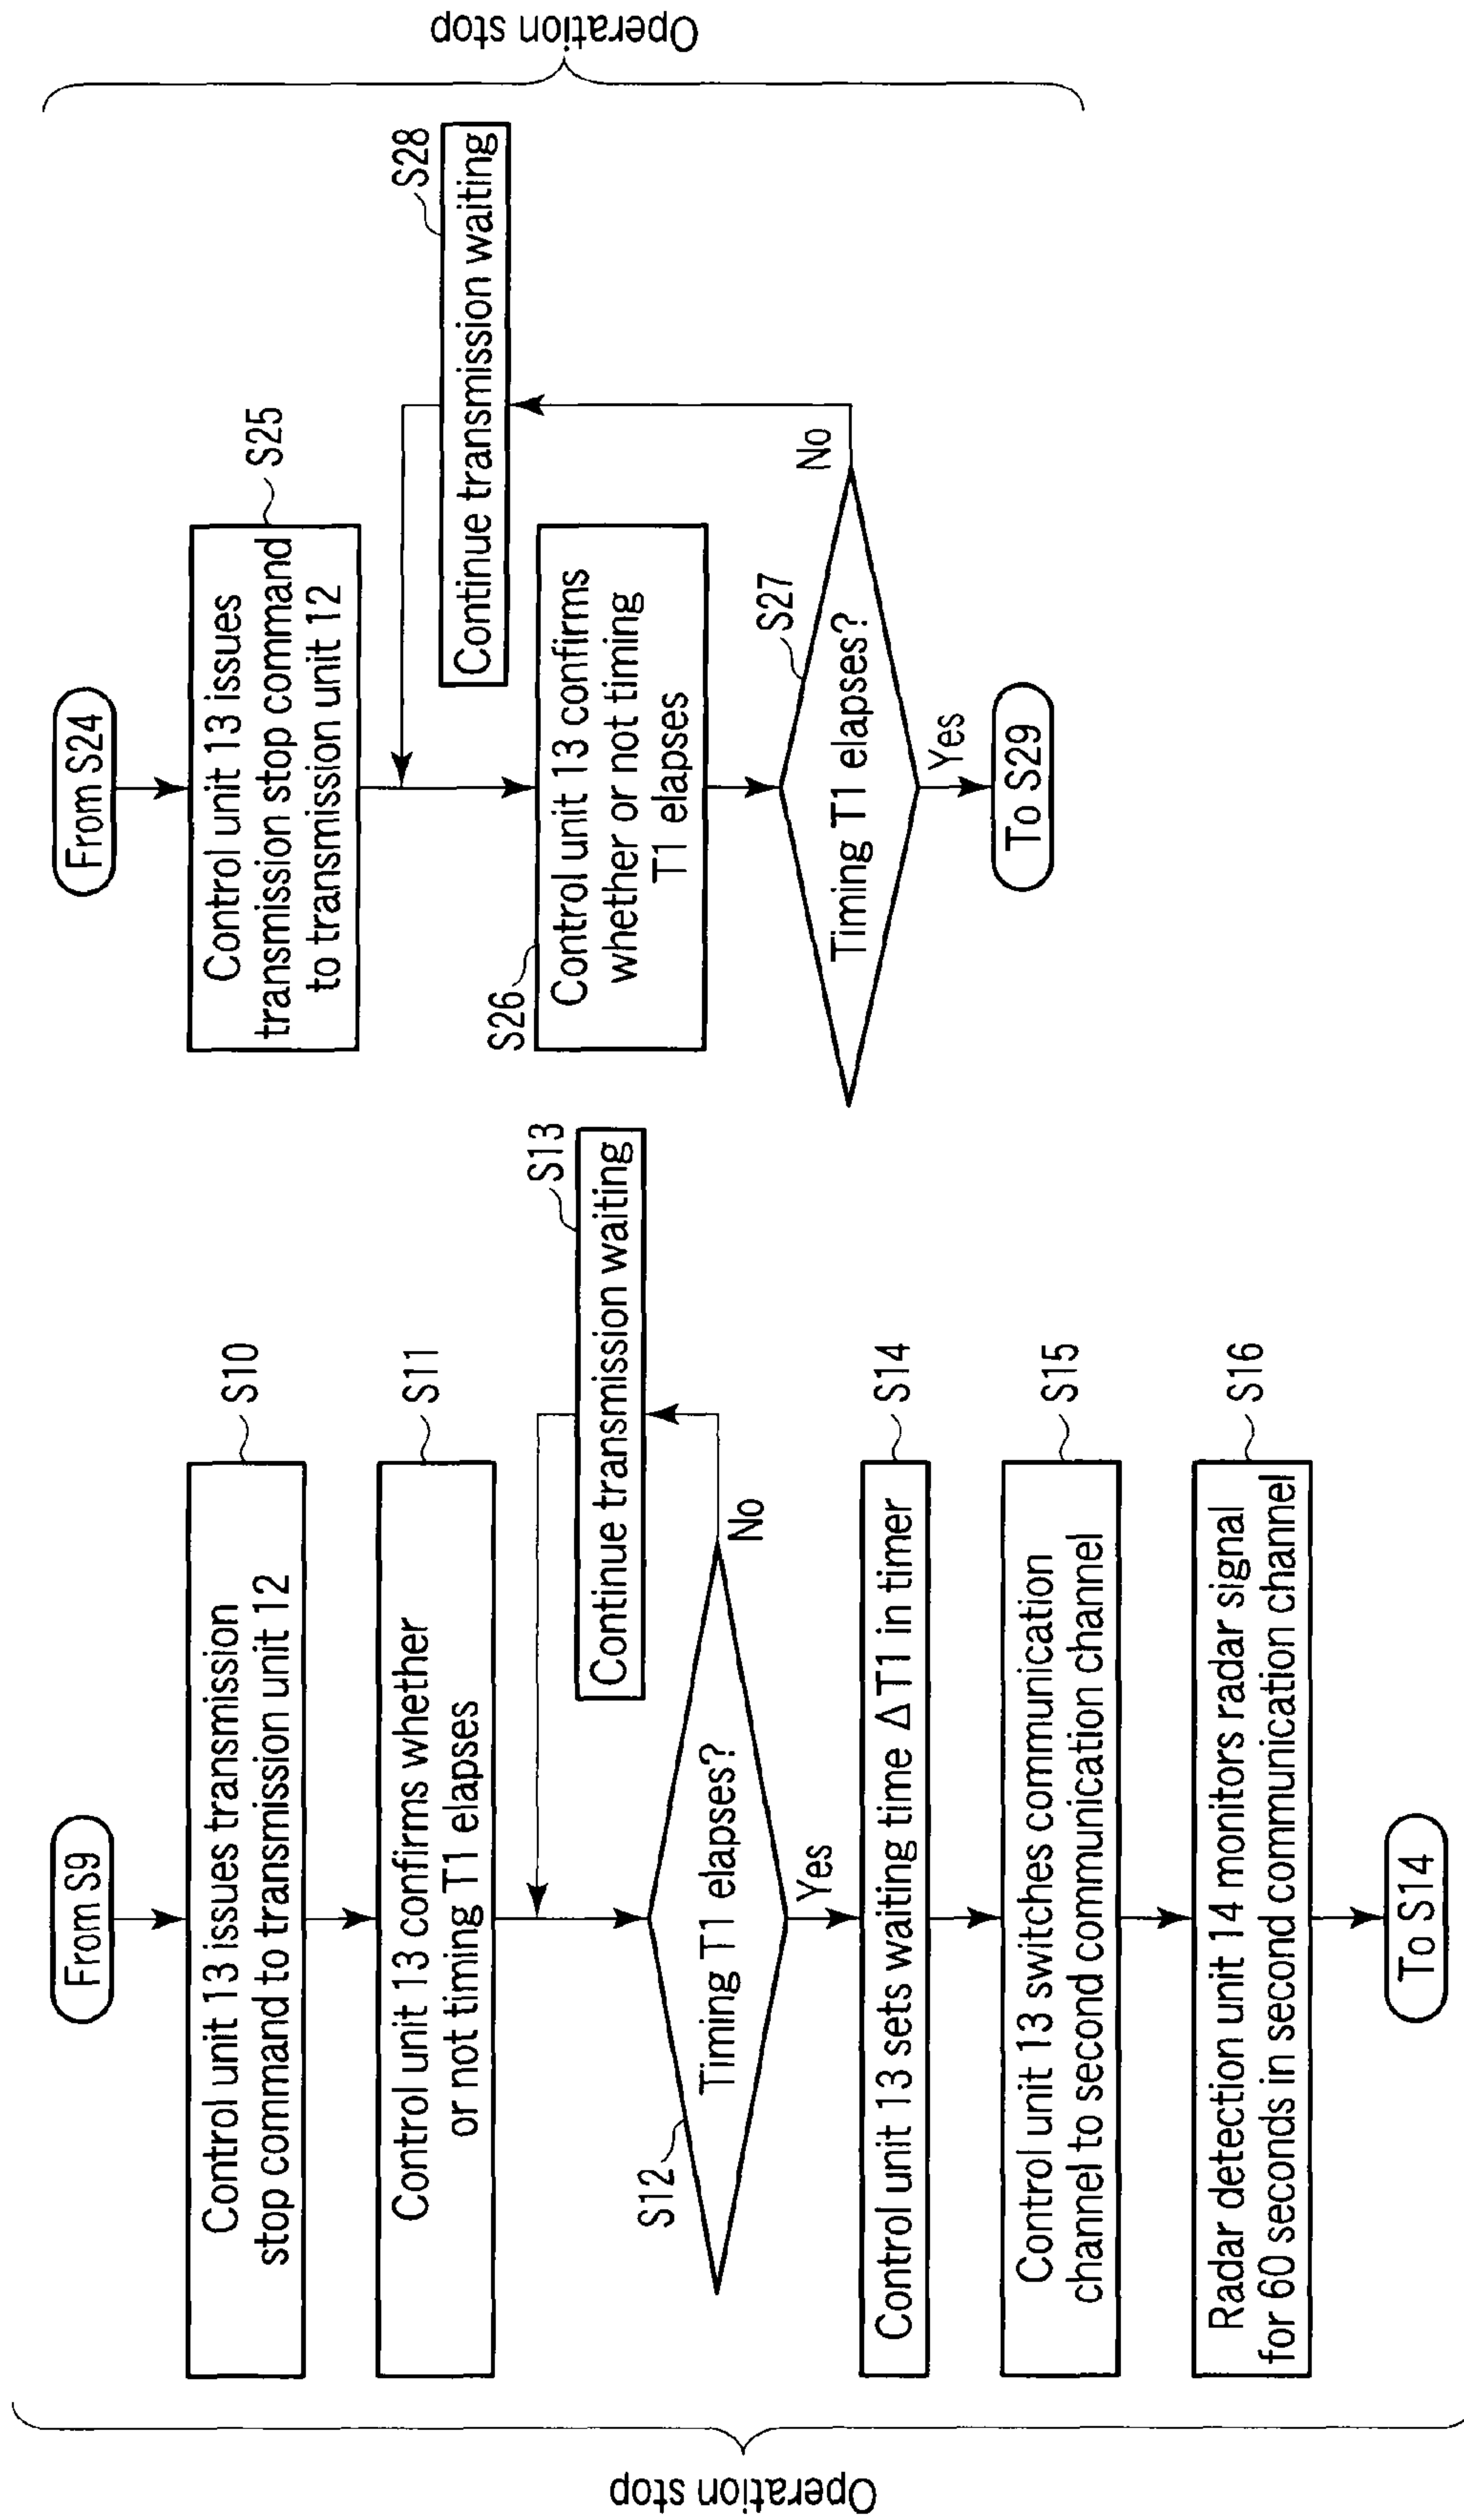 Operation stop
From S9
Control unit 13 issues transmission
stop command to transmission unit 12
S10
Control unit 13 confirms whether
or not timing T1 elapses
S11
S12
Timing T1 elapses?
No
Continue transmission waiting
S13
Yes
Control unit 13 sets waiting time ΔT1 in timer
S14
Control unit 13 switches communication
channel to second communication channel
S15
Radar detection unit 14 monitors radar signal
for 60 seconds in second communication channel
S16
To S14
From S24
Control unit 13 issues
transmission stop command
to transmission unit 12
S25
S26
Control unit 13 confirms
whether or not timing
T1 elapses
Continue transmission waiting
S28
S27
Timing T1 elapses?
No
Yes
To S29
Operation stop